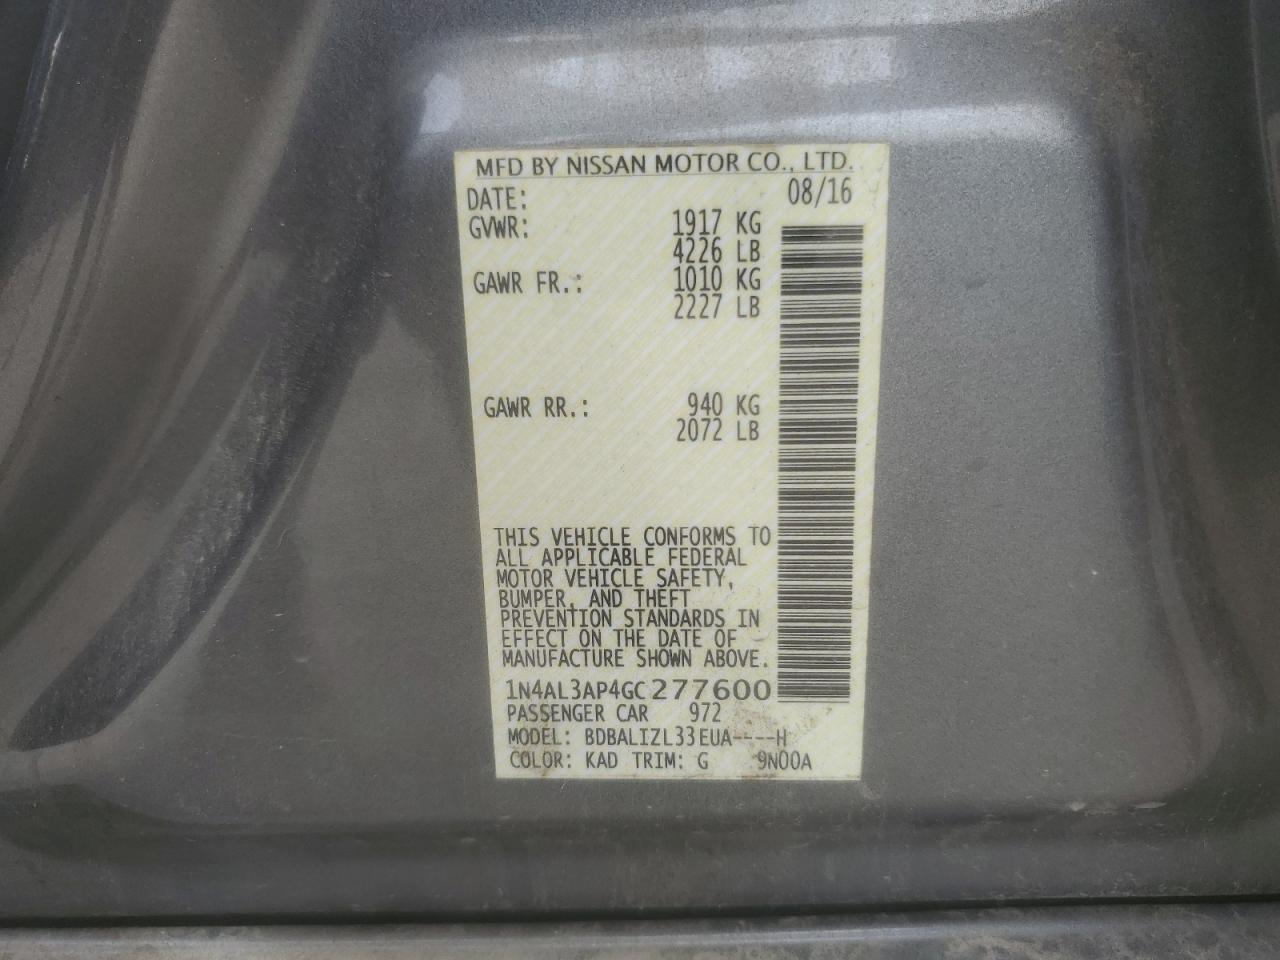 MFD BY NISSAN MOTOR CO., LTD.
DATE: 08/16
GVWR: 1917 KG
4226 LB
GAWR FR.: 1010 KG
2227 LB
GAWR RR.: 940 KG
2072 LB
THIS VEHICLE CONFORMS TO
ALL APPLICABLE FEDERAL
MOTOR VEHICLE SAFETY,
BUMPER, AND THEFT
PREVENTION STANDARDS IN
EFFECT ON THE DATE OF
MANUFACTURE SHOWN ABOVE.
1N4AL3AP4GC277600
PASSENGER CAR 972
MODEL: BDBALIZL33EUA----H
COLOR: KAD TRIM: G 9N00A